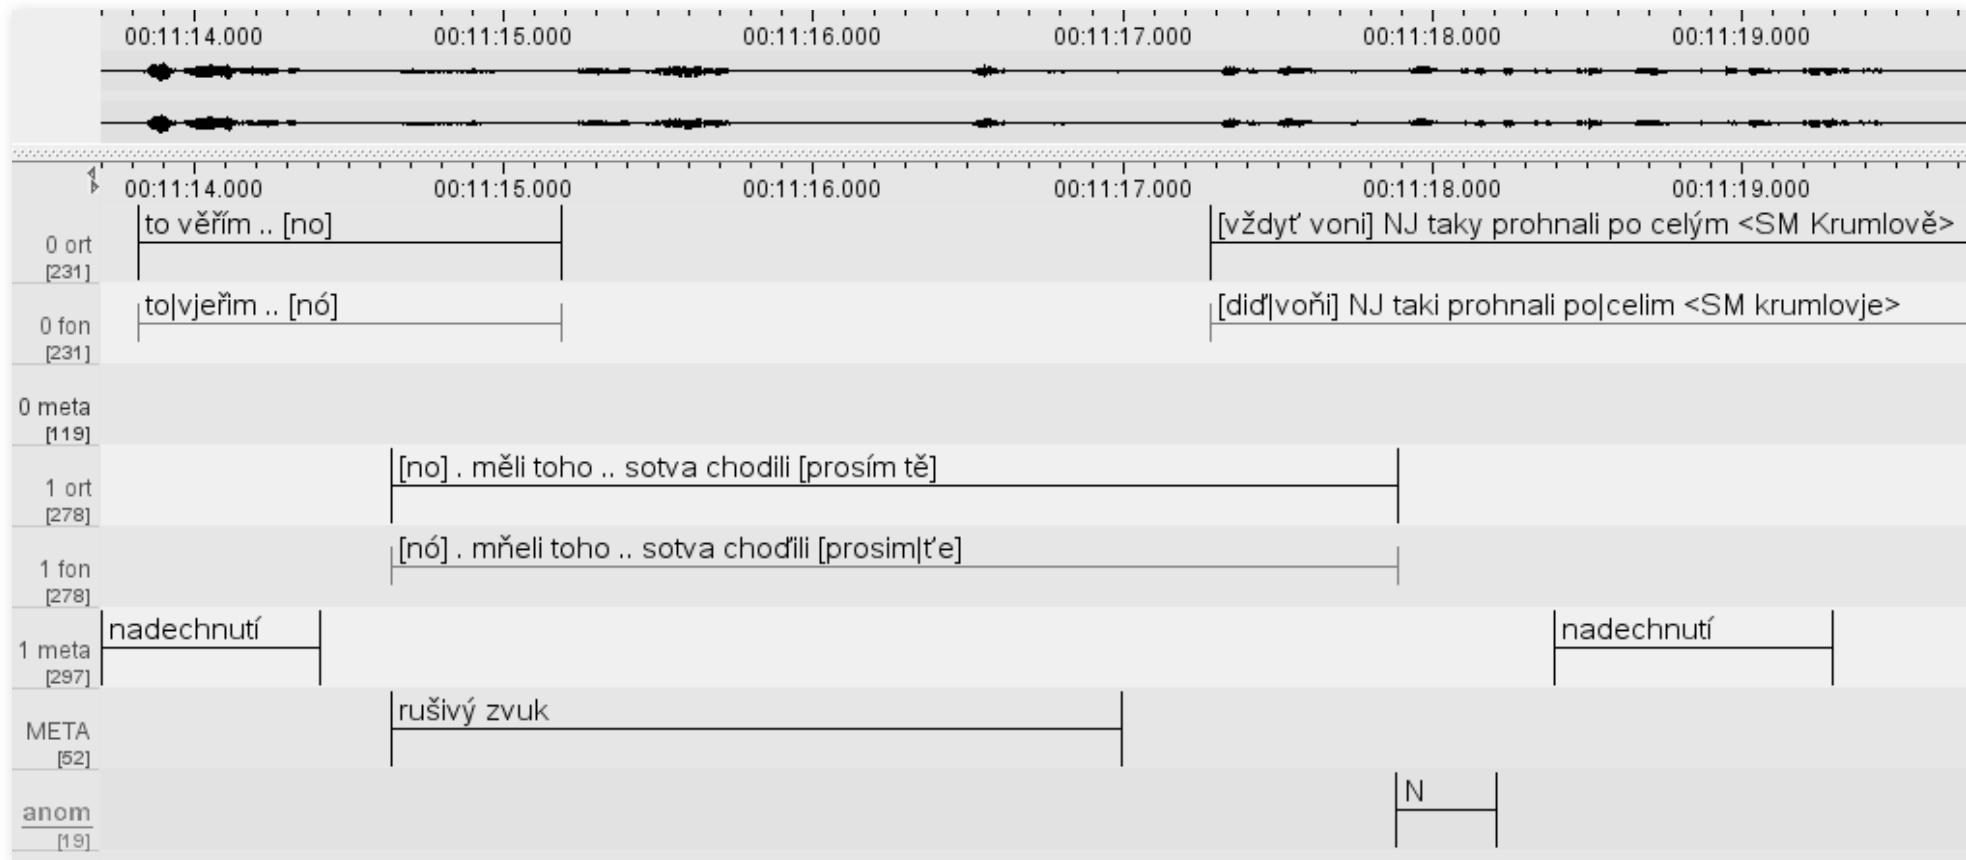 00:11:14.000 00:11:15.000 00:11:16.000 00:11:17.000 00:11:18.000 00:11:19.000
00:11:14.000 00:11:15.000 00:11:16.000 00:11:17.000 00:11:18.000 00:11:19.000
0 ort [231] to věřím .. [no] [vždyť voni] NJ taky prohnali po celým <SM Krumlově>
0 fon [231] to|vjeřim .. [nó] [diď|voňi] NJ taki prohnali po|celim <SM krumlovje>
0 meta [119]
1 ort [278] [no] . měli toho .. sotva chodili [prosím tě]
1 fon [278] [nó] . mňeli toho .. sotva choďili [prosim|ťe]
1 meta [297] nadechnutí nadechnutí
META [52] rušivý zvuk
anom [19] N